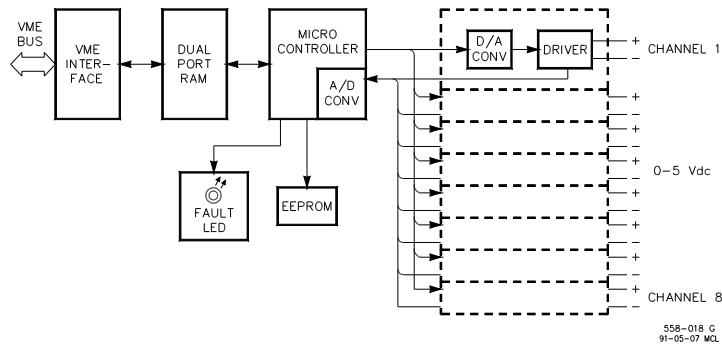 VME
BUS
VME
INTER-
FACE
DUAL
PORT
RAM
MICRO
CONTROLLER
A/D
CONV
D/A
CONV
DRIVER
+
−
CHANNEL 1
+
−
+
−
+
−
0−5 Vdc
+
−
+
−
+
−
+
−
CHANNEL 8
FAULT
LED
EEPROM
558−018 G
91−05−07 MCL